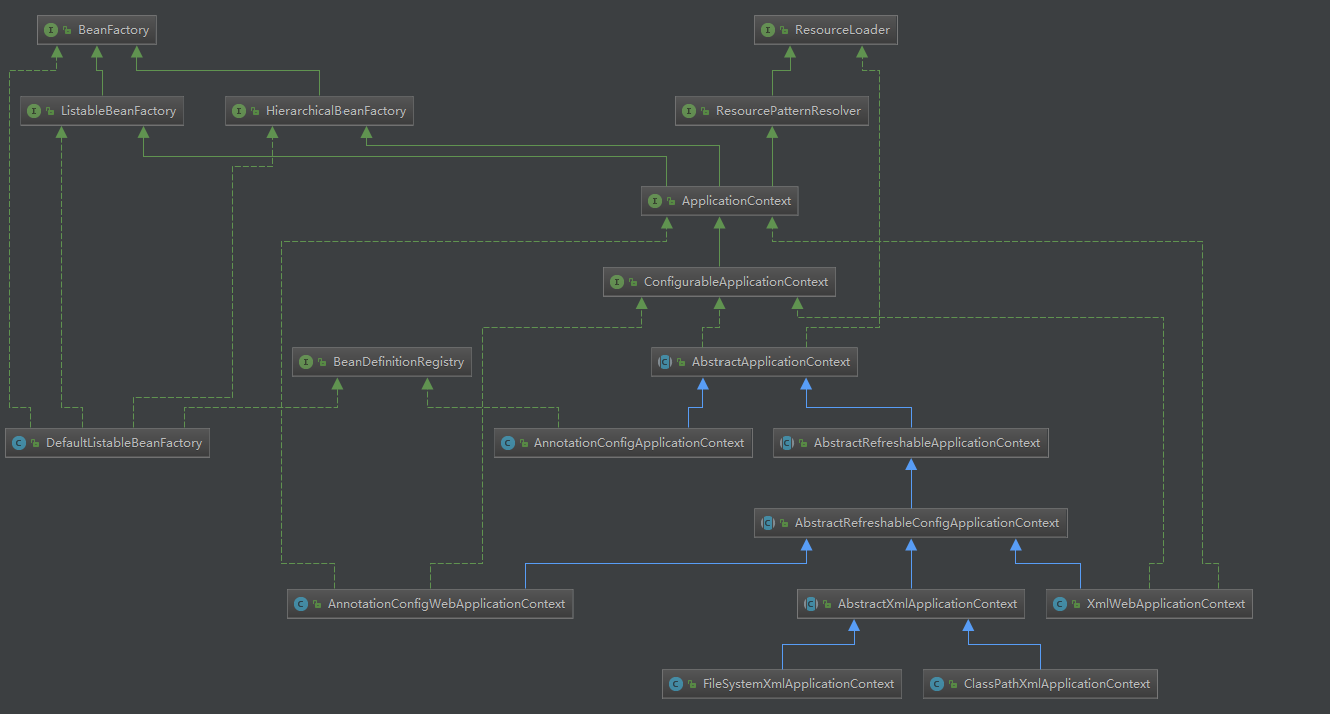 BeanFactory
ResourceLoader
ListableBeanFactory
HierarchicalBeanFactory
ResourcePatternResolver
ApplicationContext
ConfigurableApplicationContext
BeanDefinitionRegistry
AbstractApplicationContext
DefaultListableBeanFactory
AnnotationConfigApplicationContext
AbstractRefreshableApplicationContext
AbstractRefreshableConfigApplicationContext
AnnotationConfigWebApplicationContext
AbstractXmlApplicationContext
XmlWebApplicationContext
FileSystemXmlApplicationContext
ClassPathXmlApplicationContext